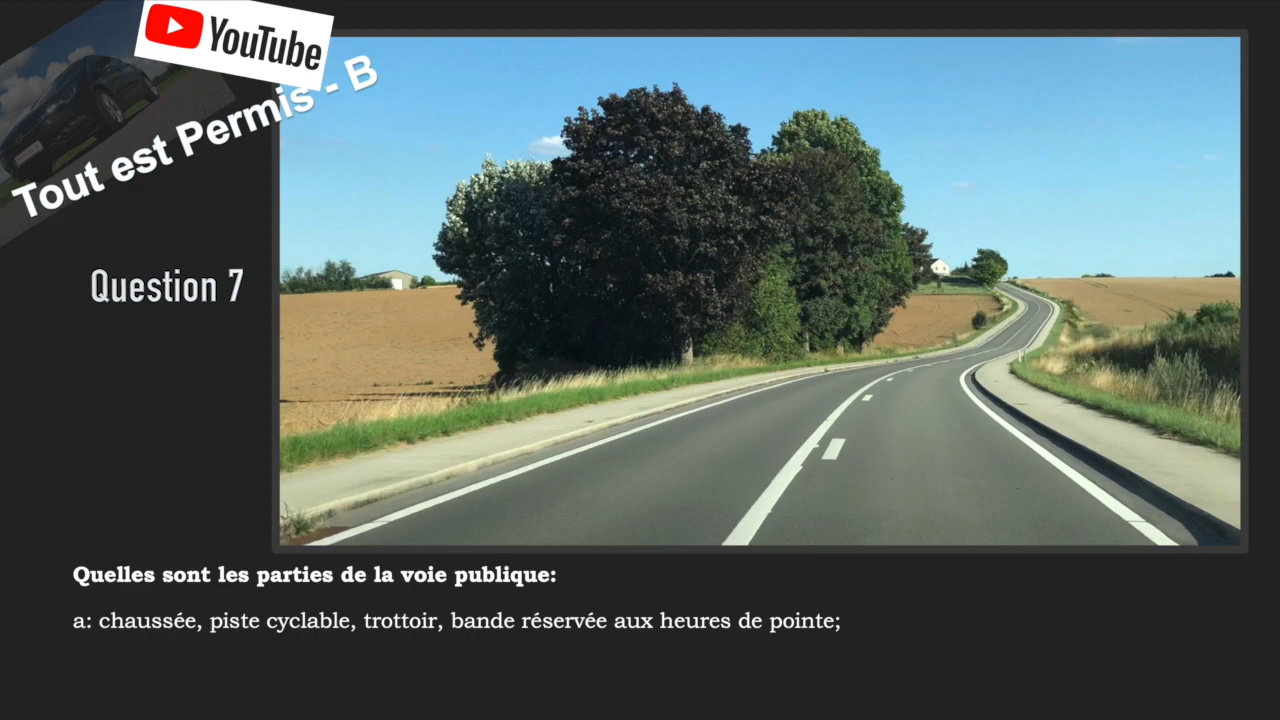 YouTube
Tout est Permis - B
Question 7
Quelles sont les parties de la voie publique:
a: chaussée, piste cyclable, trottoir, bande réservée aux heures de pointe;